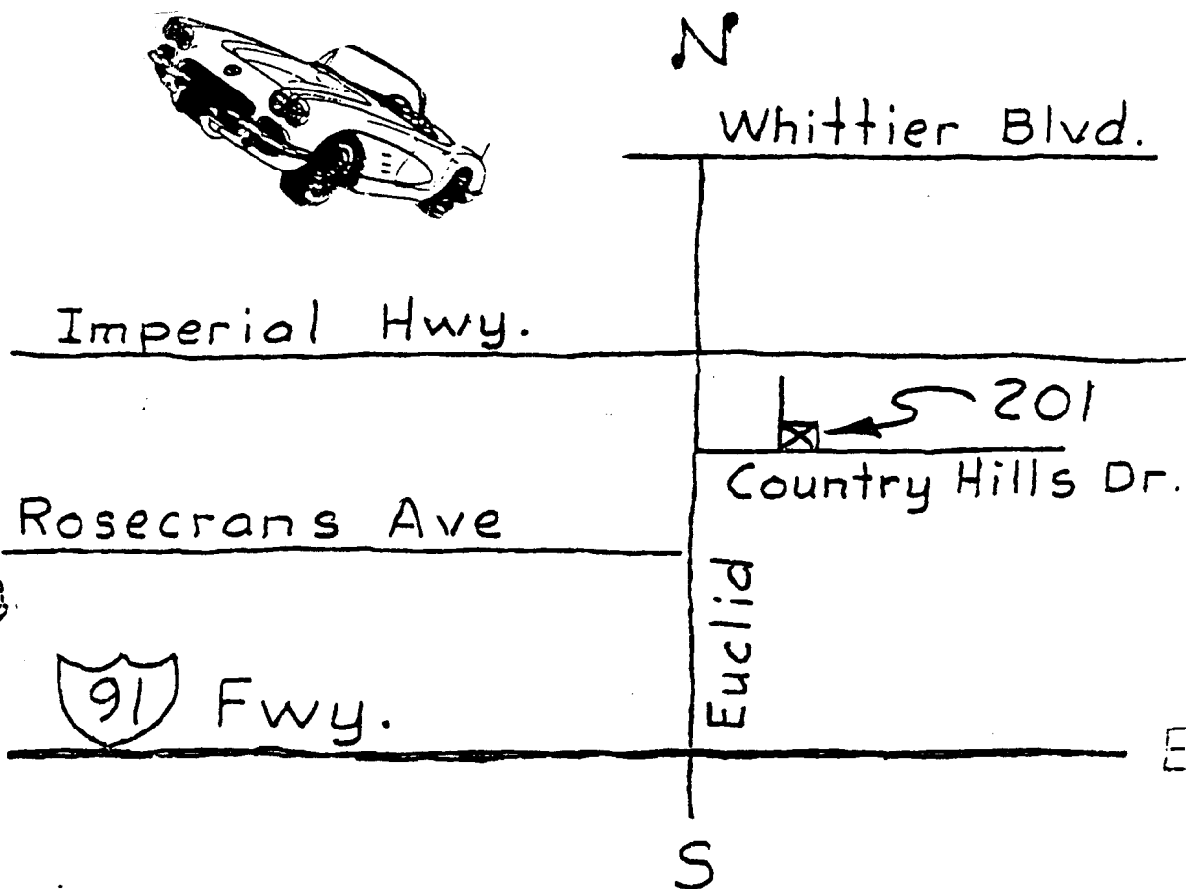 N
Whittier Blvd.
Imperial Hwy.
201
Country Hills Dr.
Rosecrans Ave
Euclid
91 Fwy.
E
S